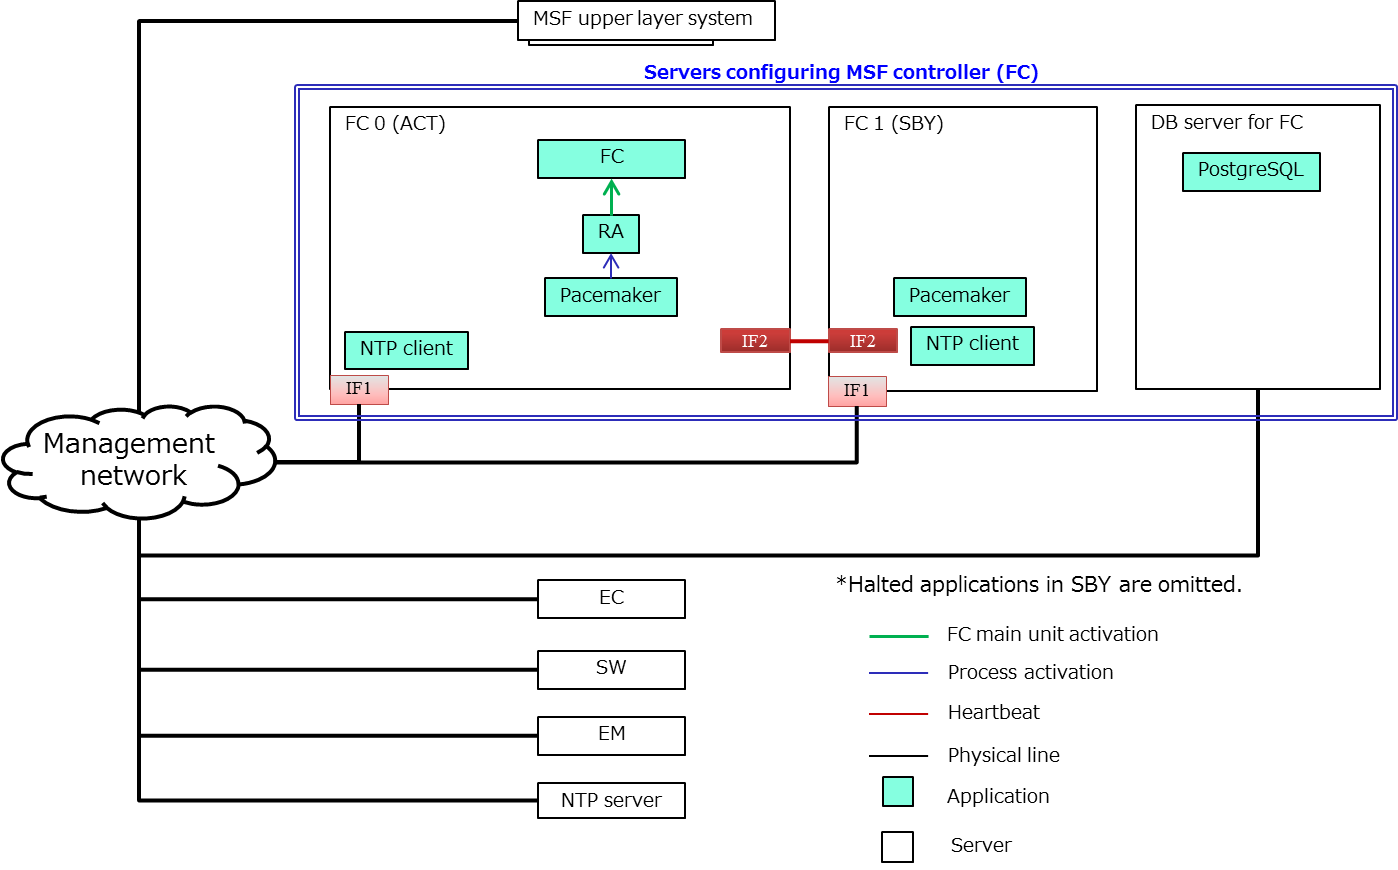 MSF upper layer system
Servers configuring MSF controller (FC)
FC 0 (ACT)
FC 1 (SBY)
DB server for FC
FC
PostgreSQL
RA
Pacemaker
Pacemaker
NTP client
IF2
IF2
NTP client
IF1
IF1
Management
network
*Halted applications in SBY are omitted.
EC
FC main unit activation
SW
Process activation
Heartbeat
EM
Physical line
NTP server
Application
Server